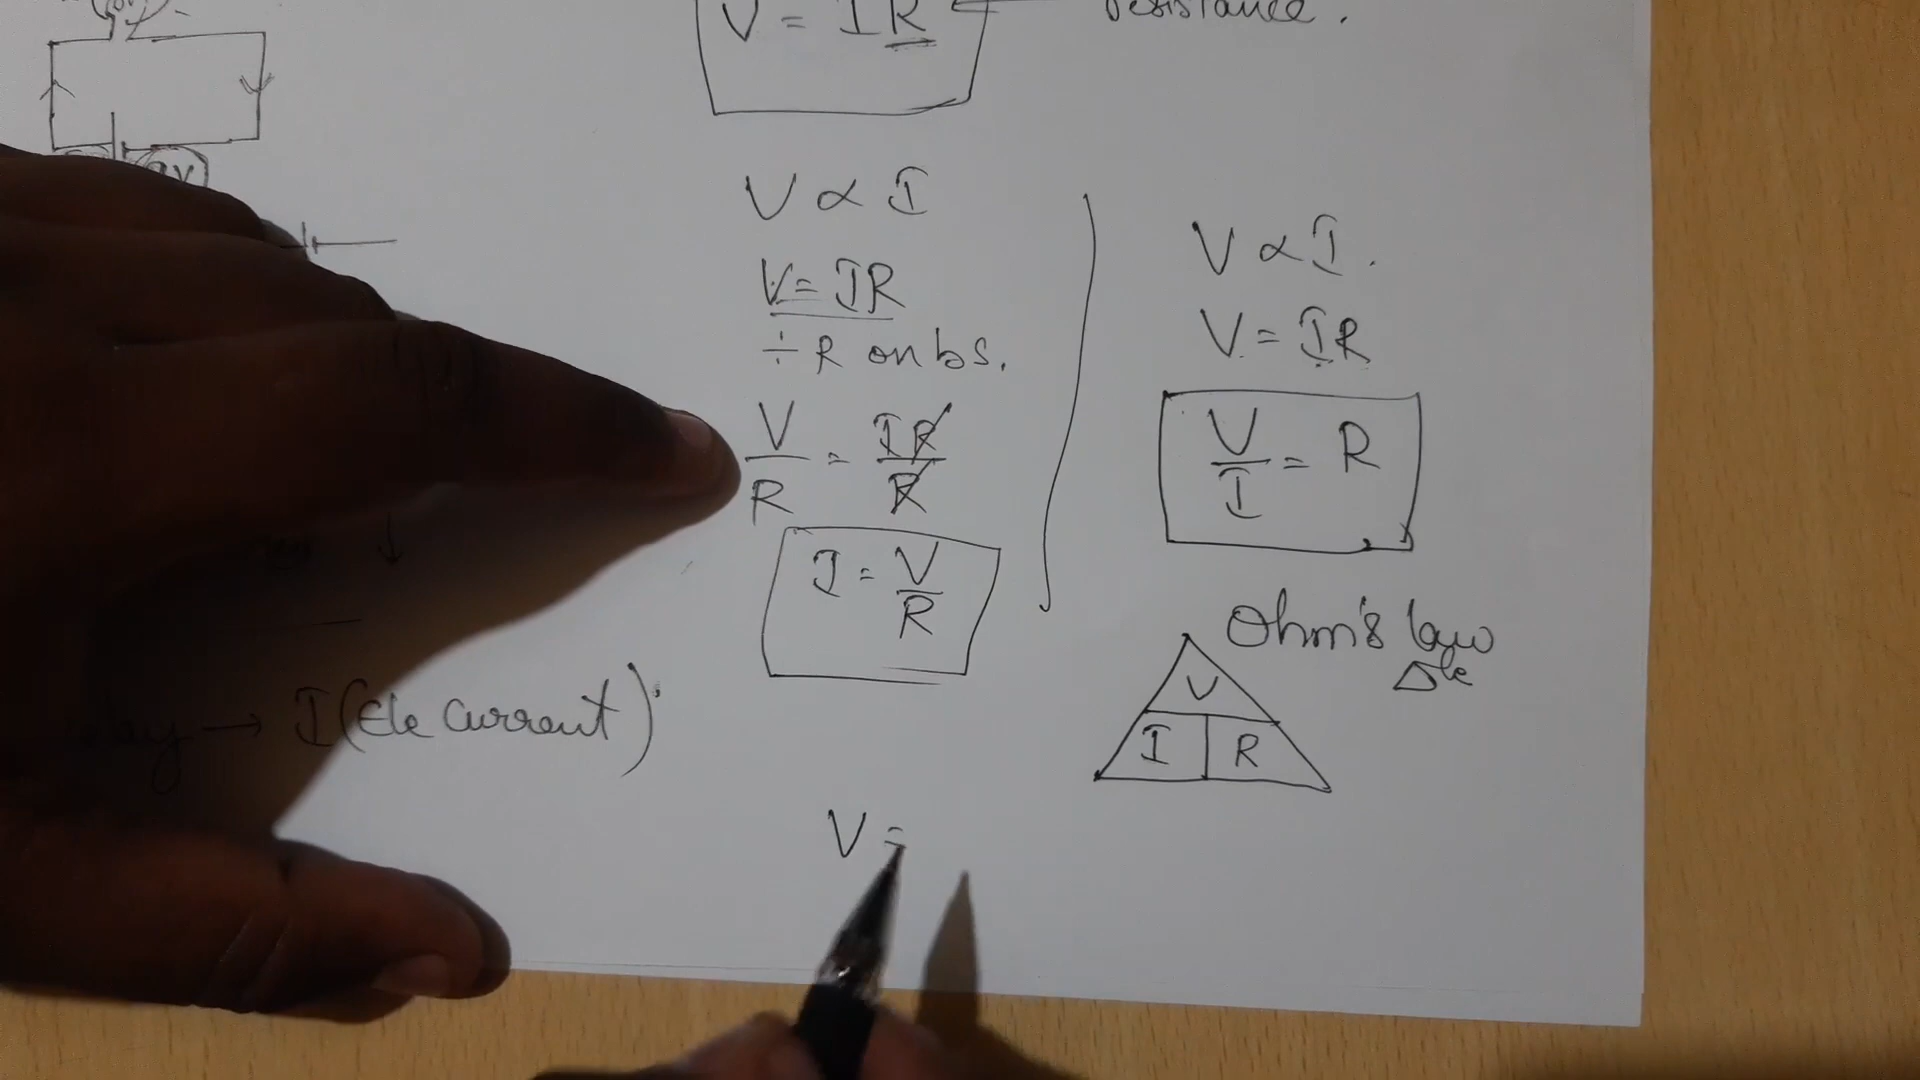 V = IR
resistance.
V ∝ I
V = IR
÷ R on bs.
V/R = IR/R
I = V/R
V ∝ I.
V = IR
V/I = R
Ohm's law
Δle
V
I R
→ I (Ele current)
V =